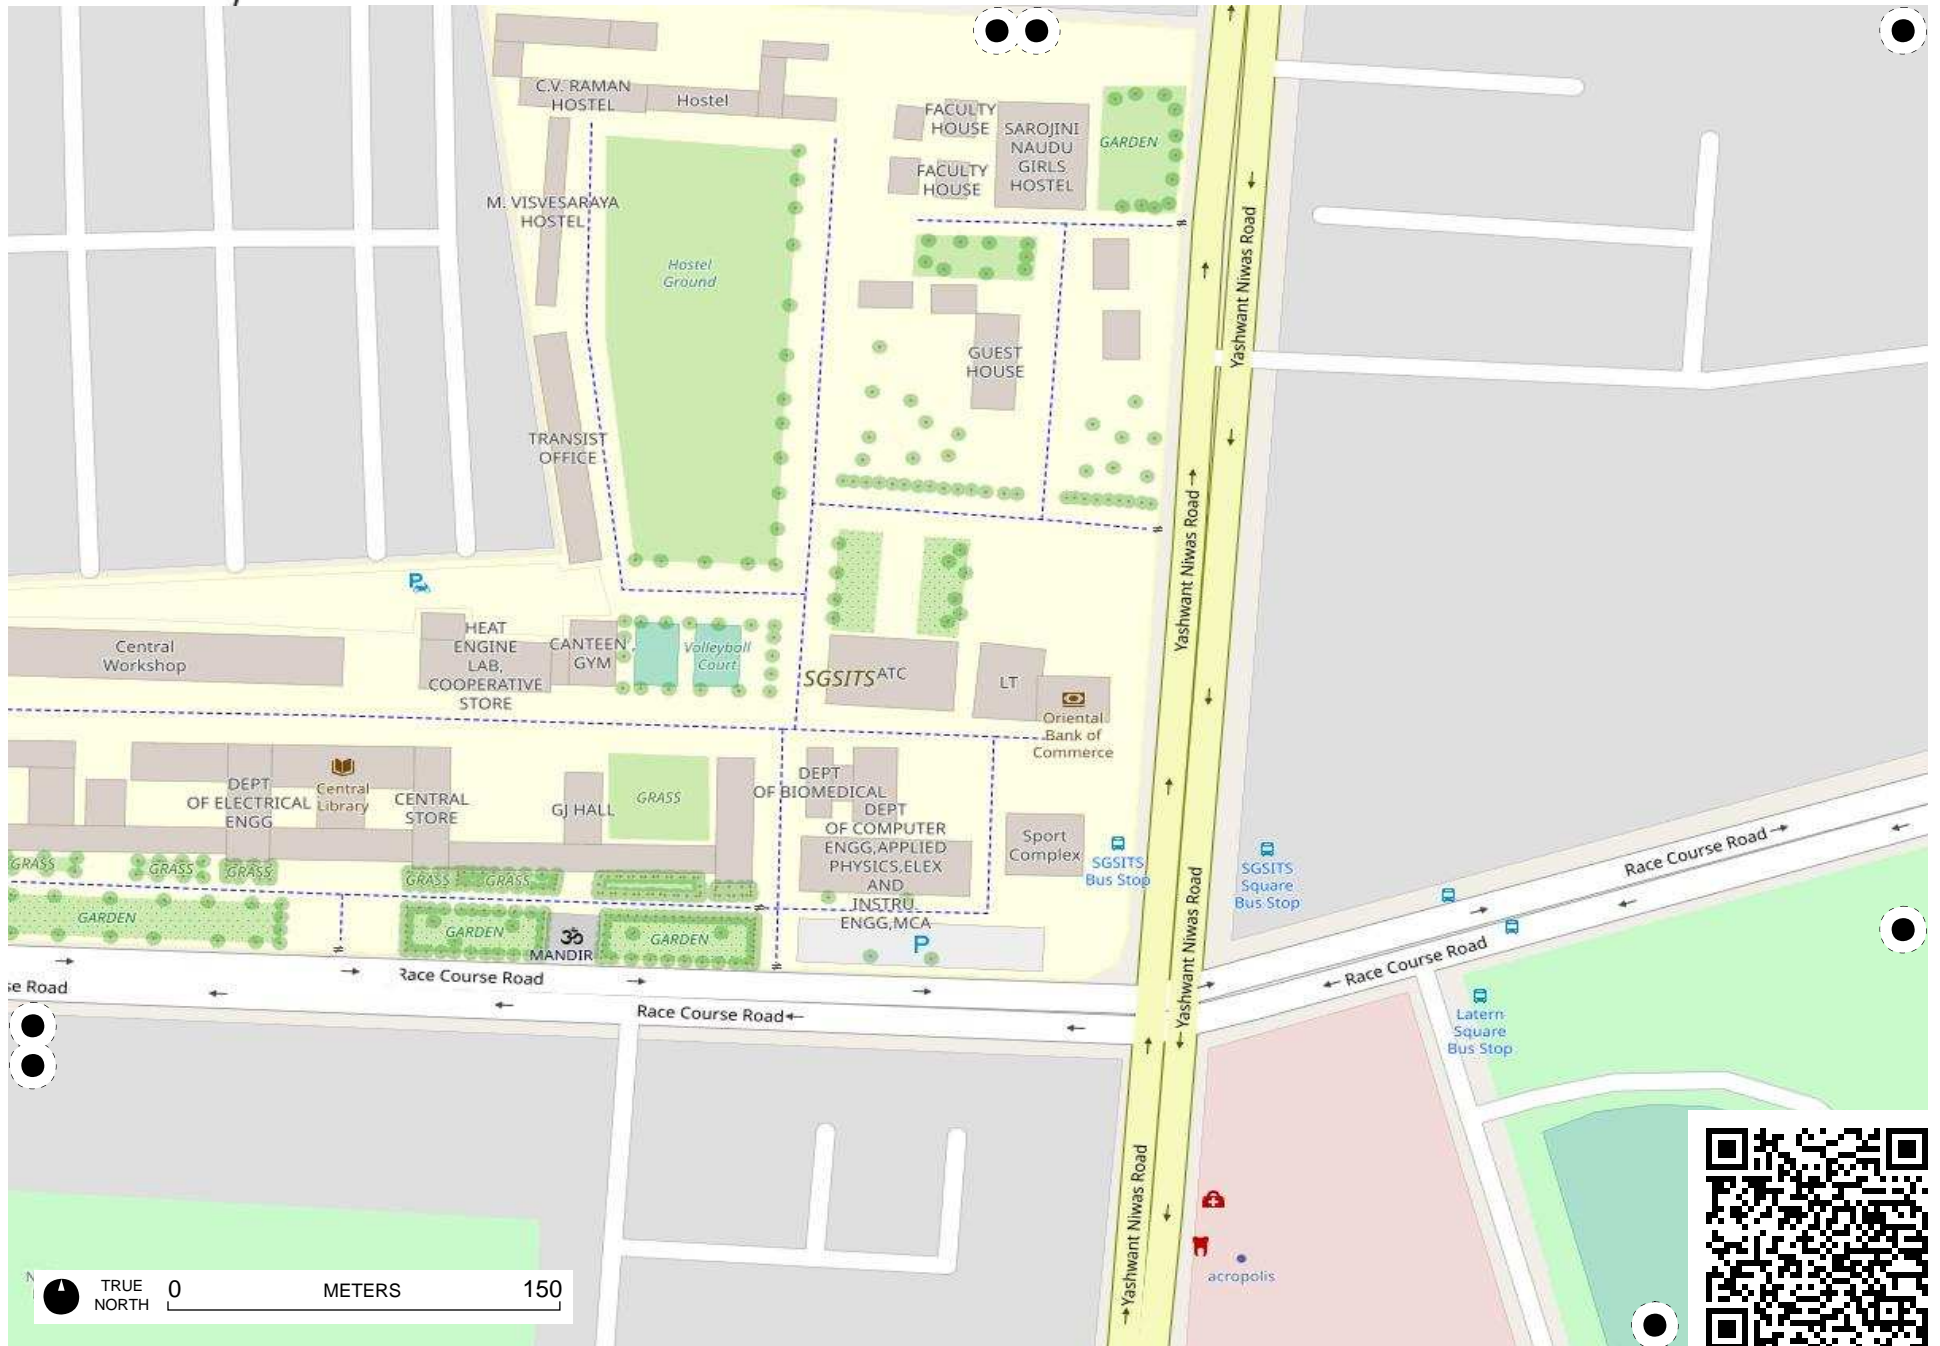 C.V. RAMAN
HOSTEL
Hostel
FACULTY
HOUSE
SAROJINI
NAUDU
GIRLS
HOSTEL
GARDEN
FACULTY
HOUSE
M. VISVESARAYA
HOSTEL
Hostel
Ground
Yashwant Niwas Road
GUEST
HOUSE
TRANSIST
OFFICE
Yashwant Niwas Road
P
Central
Workshop
HEAT
ENGINE
LAB,
COOPERATIVE
STORE
CANTEEN,
GYM
Volleyball
Court
SGSITS
ATC
LT
Oriental
Bank of
Commerce
DEPT
OF ELECTRICAL
ENGG
Central
Library
CENTRAL
STORE
GJ HALL
GRASS
DEPT
OF BIOMEDICAL
DEPT
OF COMPUTER
ENGG,APPLIED
PHYSICS,ELEX
AND
INSTRU.
ENGG,MCA
Sport
Complex
SGSITS
Bus Stop
SGSITS
Square
Bus Stop
Race Course Road
GRASS
GRASS
GRASS
GRASS
GRASS
GARDEN
GARDEN
ॐ
MANDIR
GARDEN
P
Yashwant Niwas Road
Race Course Road
Race Course Road
se Road
Race Course Road
Latern
Square
Bus Stop
Yashwant Niwas Road
acropolis
N
TRUE
NORTH
0
METERS
150